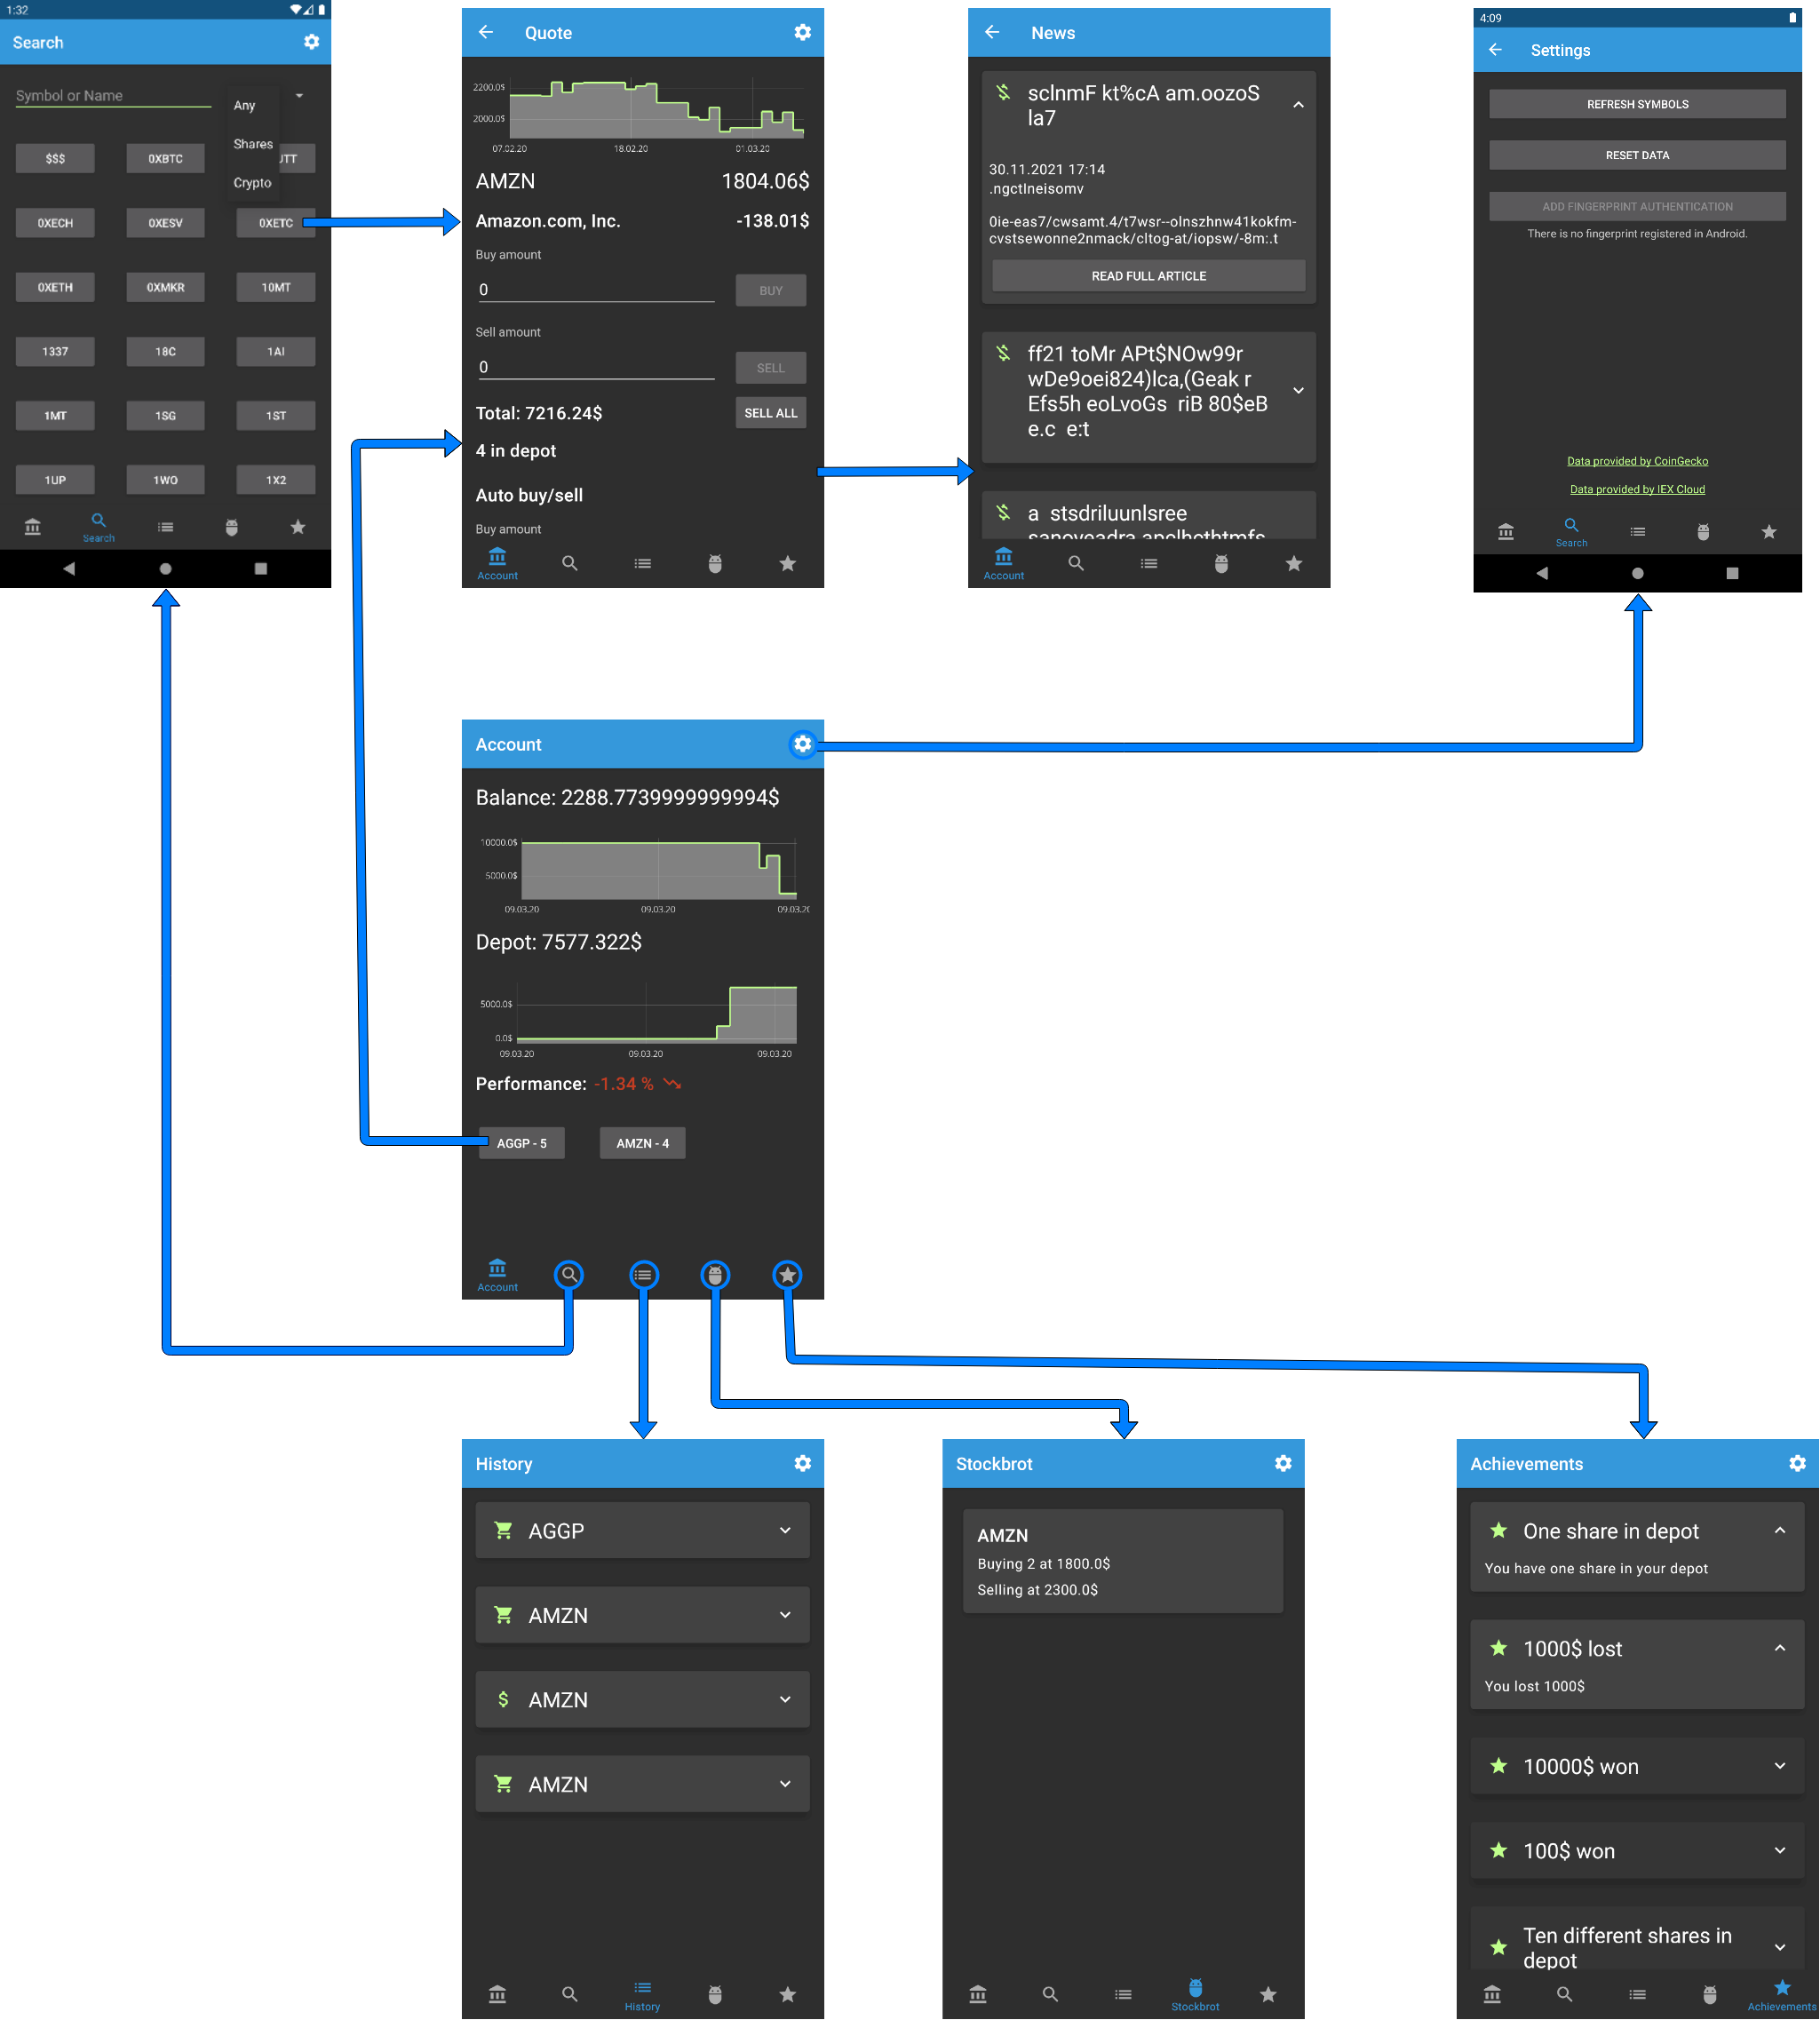 1:32
Search
Symbol or Name
Any
Shares
Crypto
$$$
0XBTC
UTT
0XECH
0XESV
0XETC
0XETH
0XMKR
10MT
1337
18C
1AI
1MT
1SG
1ST
1UP
1WO
1X2
Search
Quote
2200.0$
2000.0$
07.02.20
18.02.20
01.03.20
AMZN
1804.06$
Amazon.com, Inc.
-138.01$
Buy amount
0
BUY
Sell amount
0
SELL
Total: 7216.24$
SELL ALL
4 in depot
Auto buy/sell
Buy amount
Account
News
sclnmF kt%cA am.oozoS
la7
30.11.2021 17:14
.ngctIneisomv
0ie-eas7/cwsamt.4/t7wsr--olnszhnw41kokfm-
cvstsewonne2nmack/cltog-at/iopsw/-8m:.t
READ FULL ARTICLE
ff21 toMr APt$NOw99r
wDe9oei824)lca,(Geak r
Efs5h eoLvoGs riB 80$eB
e.c e:t
a stsdriluunlsree
Account
4:09
Settings
REFRESH SYMBOLS
RESET DATA
ADD FINGERPRINT AUTHENTICATION
There is no fingerprint registered in Android.
Data provided by CoinGecko
Data provided by IEX Cloud
Search
Account
Balance: 2288.7739999999994$
10000.0$
5000.0$
09.03.20
09.03.20
09.03.2(
Depot: 7577.322$
5000.0$
0.0$
09.03.20
09.03.20
09.03.20
Performance: -1.34 %
AGGP - 5
AMZN - 4
Account
History
AGGP
AMZN
$ AMZN
AMZN
History
Stockbrot
AMZN
Buying 2 at 1800.0$
Selling at 2300.0$
Stockbrot
Achievements
One share in depot
You have one share in your depot
1000$ lost
You lost 1000$
10000$ won
100$ won
Ten different shares in
depot
Achievements